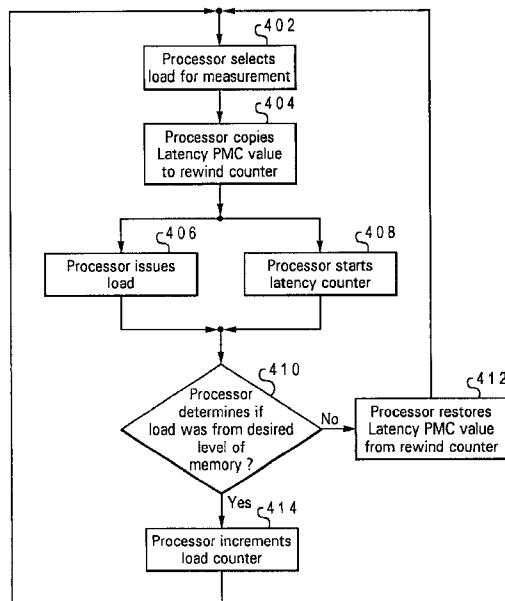 402
Processor selects
load for measurement
404
Processor copies
Latency PMC value
to rewind counter
406
Processor issues
load
408
Processor starts
latency counter
410
Processor
determines if
load was from desired
level of
memory ?
No
412
Processor restores
Latency PMC value
from rewind counter
Yes
414
Processor increments
load counter